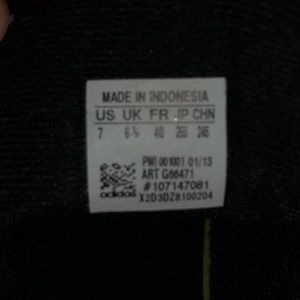 MADE IN INDONESIA
US UK FR JP CHN
7 6½ 40 255 245
PWI 001001 01/13
ART G66471
#107147081
adidas X2D3DZ8100204